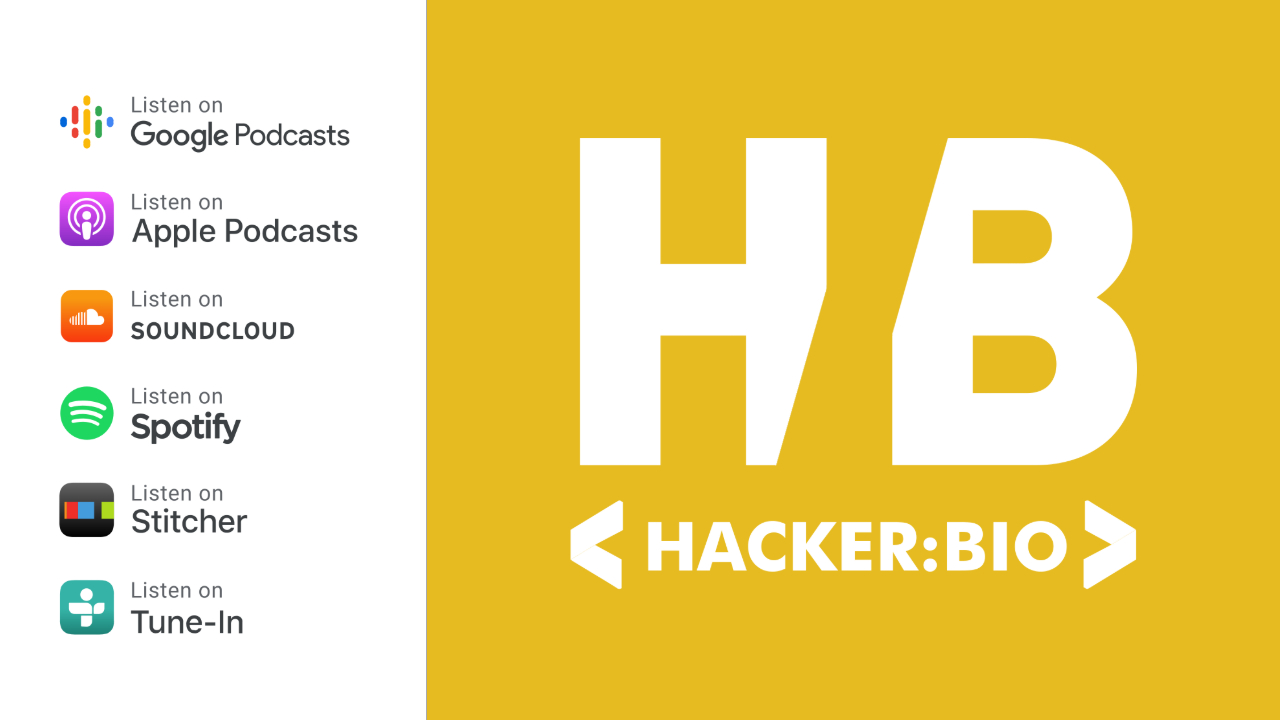 Listen on
Google Podcasts
Listen on
Apple Podcasts
Listen on
SOUNDCLOUD
Listen on
Spotify
Listen on
Stitcher
Listen on
Tune-In
HB
<HACKER:BIO>